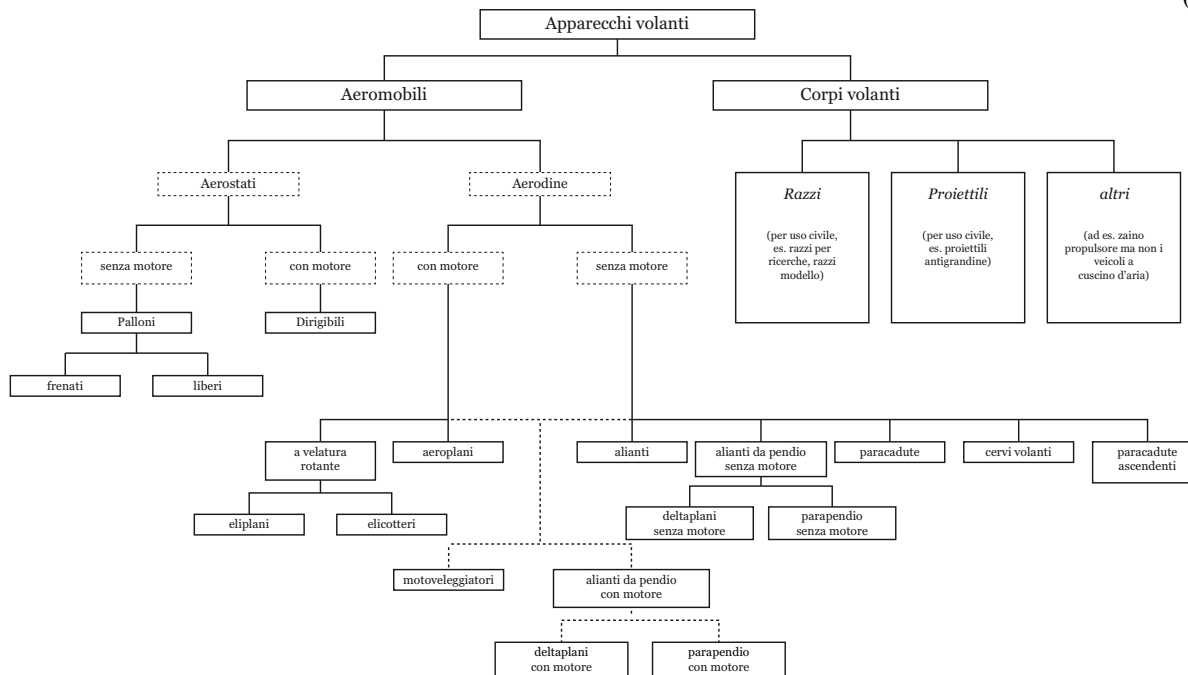 Apparecchi volanti
Aeromobili
Corpi volanti
Aerostati
Aerodine
Razzi
(per uso civile,
es. razzi per
ricerche, razzi
modello)
Proiettili
(per uso civile,
es. proiettili
antigrandine)
altri
(ad es. zaino
propulsore ma non i
veicoli a
cuscino d'aria)
senza motore
con motore
con motore
senza motore
Palloni
Dirigibili
frenati
liberi
a velatura
rotante
aeroplani
alianti
alianti da pendio
senza motore
paracadute
cervi volanti
paracadute
ascendenti
eliplani
elicotteri
deltaplani
senza motore
parapendio
senza motore
motoveleggiatori
alianti da pendio
con motore
deltaplani
con motore
parapendio
con motore